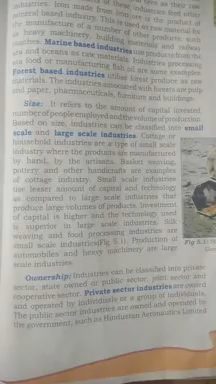 industries. Iron made from iron ore is the product of
mineral based industry. This is used as raw material for
the manufacture of a number of other products, such
as heavy machinery, building materials and railway
coaches. Marine based industries use products from the
sea and oceans as raw materials. Industries processing
sea food or manufacturing fish oil are some examples.
Forest based industries utilise forest produce as raw
materials. The industries associated with forests are pulp
and paper, pharmaceuticals, furniture and buildings.
Size: It refers to the amount of capital invested,
number of people employed and the volume of production.
Based on size, industries can be classified into small
scale and large scale industries. Cottage or
household industries are a type of small scale
industry where the products are manufactured
by hand, by the artisans. Basket weaving,
pottery and other handicrafts are examples
of cottage industry. Small scale industries
use lesser amount of capital and technology
as compared to large scale industries that
produce large volumes of products. Investment
of capital is higher and the technology used
is superior in large scale industries. Silk
weaving and food processing industries are
small scale industries(Fig 5.1). Production of
automobiles and heavy machinery are large
scale industries.
Fig 5.1:
Ownership: Industries can be classified into private
sector, state owned or public sector, joint sector and
cooperative sector. Private sector industries are owned
and operated by individuals or a group of individuals.
The public sector industries are owned and operated by
the government, such as Hindustan Aeronautics Limited